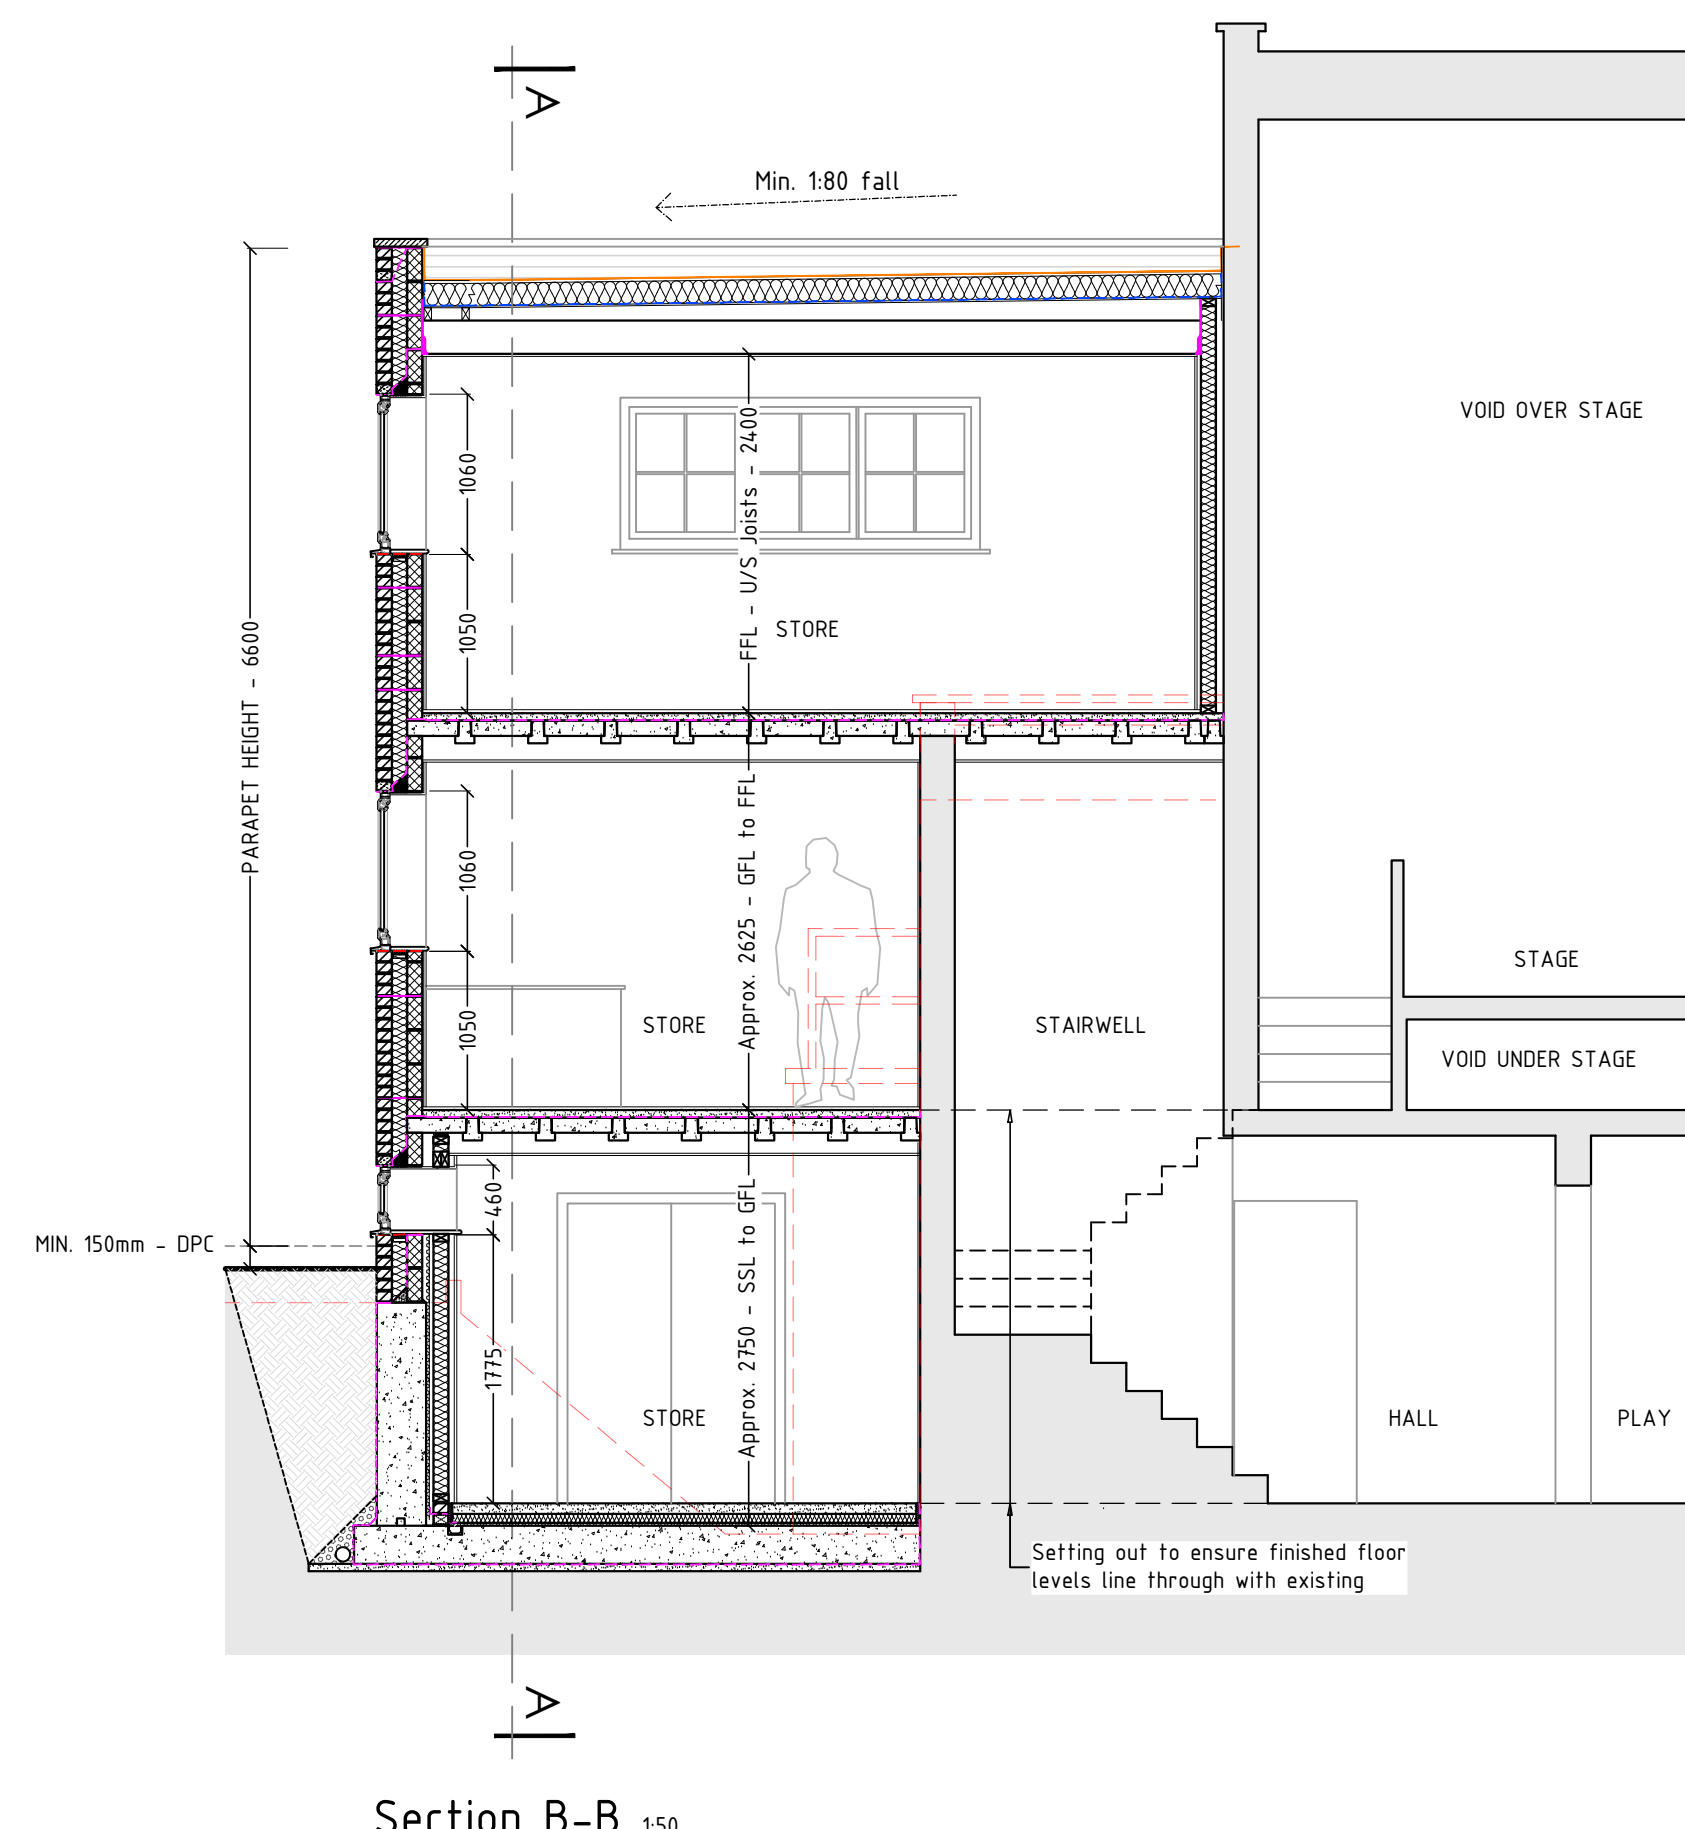 A
Min. 1:80 fall
VOID OVER STAGE
1060
FFL - U/S Joists - 2400
1050
STORE
PARAPET HEIGHT - 6600
1060
Approx. 2625 - GFL to FFL
1050
STORE
STAIRWELL
STAGE
VOID UNDER STAGE
460
MIN. 150mm - DPC
Approx. 2750 - SSL to GFL
1775
STORE
HALL
PLAY
Setting out to ensure finished floor
levels line through with existing
A
Section B-B 1:50